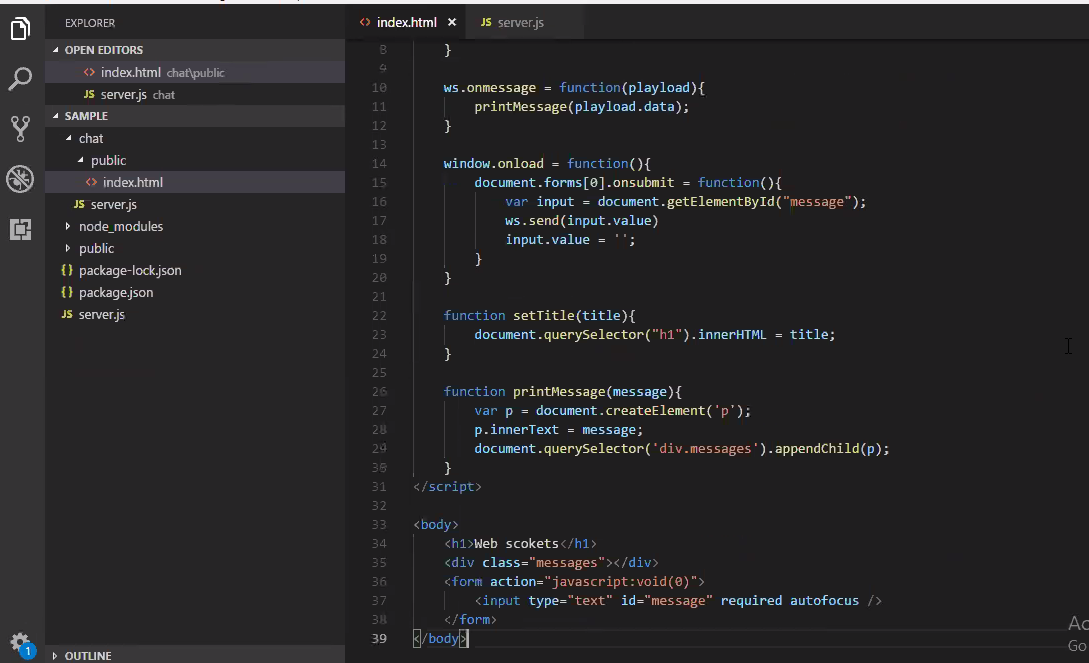 EXPLORER
OPEN EDITORS
index.html chat\public
JS server.js chat
SAMPLE
chat
public
index.html
JS server.js
node_modules
public
{} package-lock.json
{} package.json
JS server.js
OUTLINE
1
<> index.html ×
JS server.js
8 }
9
10 ws.onmessage = function(playload){
11 printMessage(playload.data);
12 }
13
14 window.onload = function(){
15 document.forms[0].onsubmit = function(){
16 var input = document.getElementById("message");
17 ws.send(input.value)
18 input.value = '';
19 }
20 }
21
22 function setTitle(title){
23 document.querySelector("h1").innerHTML = title;
24 }
25
26 function printMessage(message){
27 var p = document.createElement('p');
28 p.innerText = message;
29 document.querySelector('div.messages').appendChild(p);
30 }
31 </script>
32
33 <body>
34 <h1>Web scokets</h1>
35 <div class="messages"></div>
36 <form action="javascript:void(0)">
37 <input type="text" id="message" required autofocus />
38 </form>
39 </body>
Ac
Go